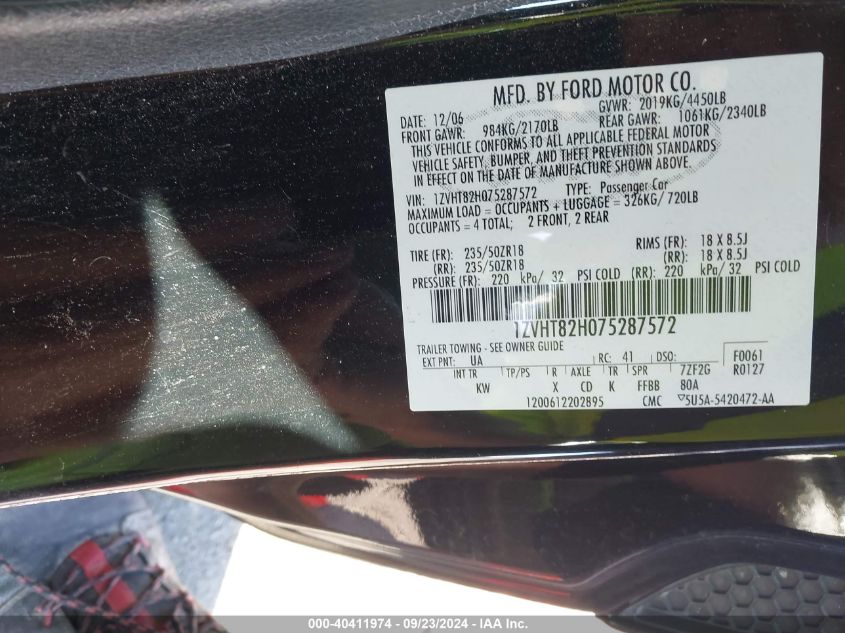 MFD. BY FORD MOTOR CO.
DATE: 12/06 GVWR: 2019KG/4450LB
FRONT GAWR: 984KG/2170LB REAR GAWR: 1061KG/2340LB
THIS VEHICLE CONFORMS TO ALL APPLICABLE FEDERAL MOTOR
VEHICLE SAFETY, BUMPER, AND THEFT PREVENTION STANDARDS
IN EFFECT ON THE DATE OF MANUFACTURE SHOWN ABOVE.
VIN: 1ZVHT82H075287572 TYPE: Passenger Car
MAXIMUM LOAD = OCCUPANTS + LUGGAGE = 326KG/720LB
OCCUPANTS = 4 TOTAL; 2 FRONT, 2 REAR
TIRE (FR): 235/50ZR18 RIMS (FR): 18 X 8.5J
(RR): 235/50ZR18 (RR): 18 X 8.5J
PRESSURE (FR): 220 kPa/ 32 PSI COLD (RR): 220 kPa/ 32 PSI COLD
1ZVHT82H075287572
TRAILER TOWING - SEE OWNER GUIDE
EXT PNT: UA RC: 41 DSO: F0061
INT TR TP/PS R AXLE TR SPR 7ZF2G R0127
KW X CD K FFBB 80A
1200612202895 CMC 5U5A-5420472-AA
000-40411974 - 09/23/2024 - IAA Inc.